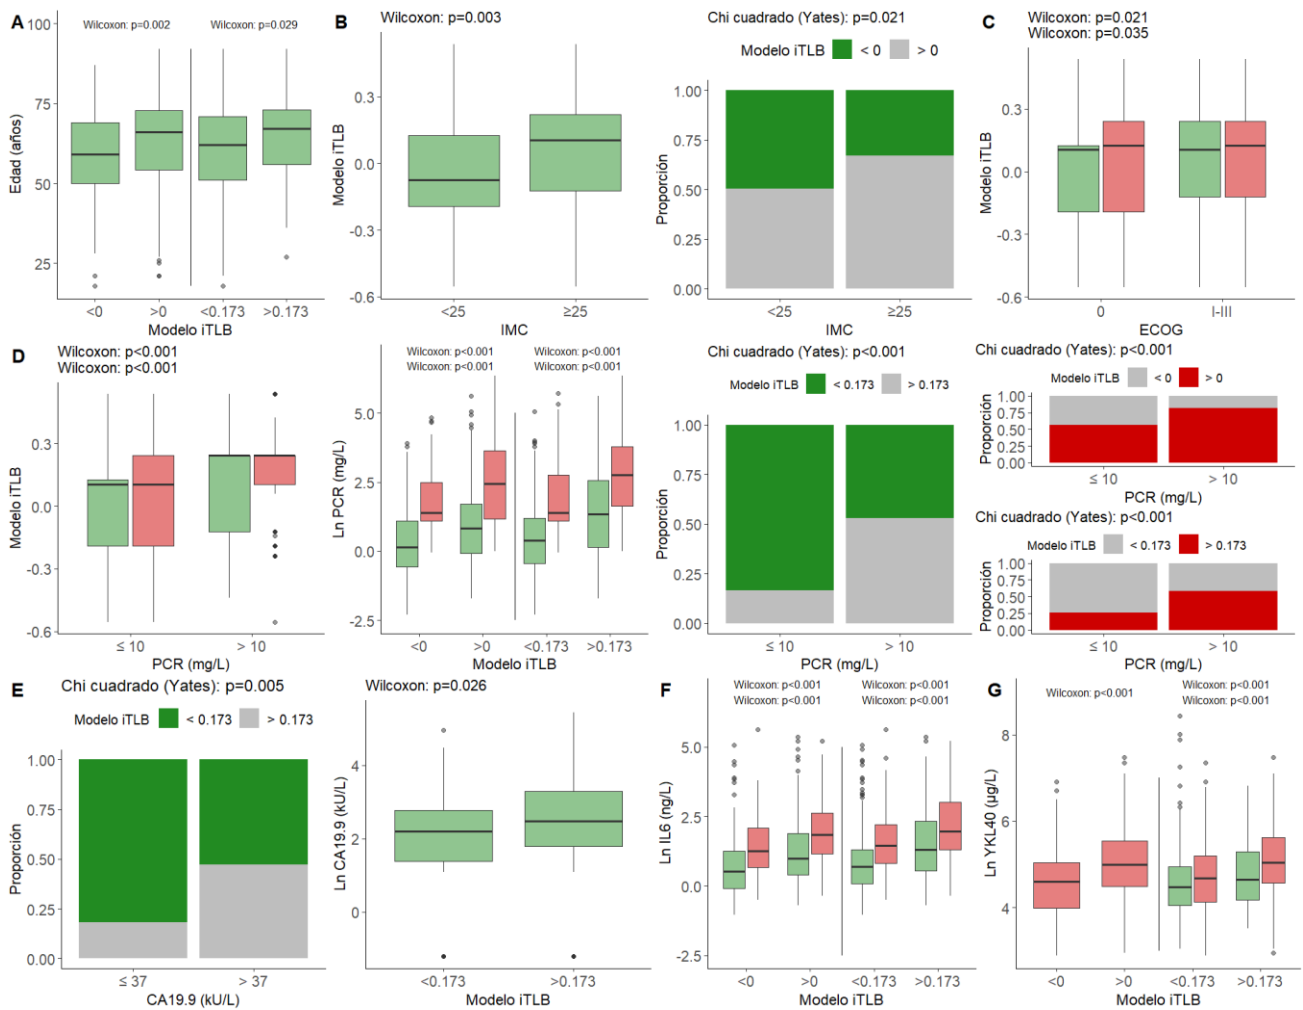 A
Wilcoxon: p=0.002
Wilcoxon: p=0.029
100
75
50
25
Edad (años)
<0
>0
<0.173
>0.173
Modelo iTLB
B
Wilcoxon: p=0.003
0.3
0.0
-0.3
-0.6
Modelo iTLB
<25
≥25
IMC
Chi cuadrado (Yates): p=0.021
Modelo iTLB
< 0
> 0
1.00
0.75
0.50
0.25
0.00
Proporción
<25
≥25
IMC
C
Wilcoxon: p=0.021
Wilcoxon: p=0.035
0.3
0.0
-0.3
-0.6
Modelo iTLB
0
I-III
ECOG
D
Wilcoxon: p<0.001
Wilcoxon: p<0.001
0.3
0.0
-0.3
-0.6
Modelo iTLB
≤ 10
> 10
PCR (mg/L)
Wilcoxon: p<0.001
Wilcoxon: p<0.001
Wilcoxon: p<0.001
Wilcoxon: p<0.001
5.0
2.5
0.0
-2.5
Ln PCR (mg/L)
<0
>0
<0.173
>0.173
Modelo iTLB
Chi cuadrado (Yates): p<0.001
Modelo iTLB
< 0.173
> 0.173
1.00
0.75
0.50
0.25
0.00
Proporción
≤ 10
> 10
PCR (mg/L)
Chi cuadrado (Yates): p<0.001
Modelo iTLB
< 0
> 0
1.00
0.75
0.50
0.25
0.00
Proporción
≤ 10
> 10
PCR (mg/L)
Chi cuadrado (Yates): p<0.001
Modelo iTLB
< 0.173
> 0.173
1.00
0.75
0.50
0.25
0.00
Proporción
≤ 10
> 10
PCR (mg/L)
E
Chi cuadrado (Yates): p=0.005
Modelo iTLB
< 0.173
> 0.173
1.00
0.75
0.50
0.25
0.00
Proporción
≤ 37
> 37
CA19.9 (kU/L)
Wilcoxon: p=0.026
4
2
0
Ln CA19.9 (kU/L)
<0.173
>0.173
Modelo iTLB
F
Wilcoxon: p<0.001
Wilcoxon: p<0.001
Wilcoxon: p<0.001
Wilcoxon: p<0.001
5.0
2.5
0.0
-2.5
Ln IL6 (ng/L)
<0
>0
<0.173
>0.173
Modelo iTLB
G
Wilcoxon: p<0.001
Wilcoxon: p<0.001
Wilcoxon: p<0.001
8
6
4
Ln YKL40 (µg/L)
<0
>0
<0.173
>0.173
Modelo iTLB